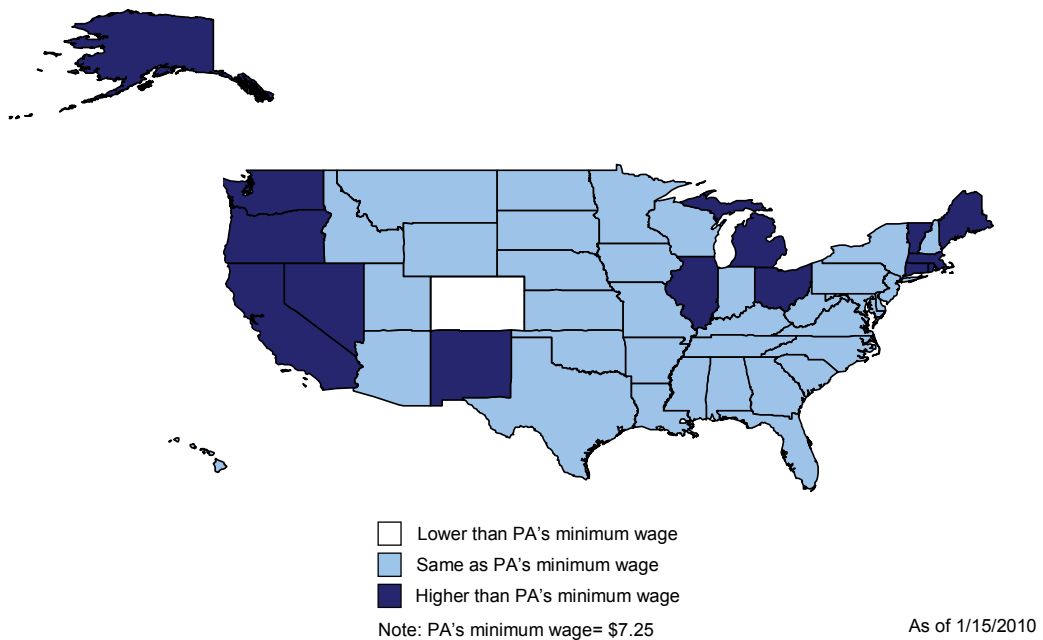 Lower than PA's minimum wage
Same as PA's minimum wage
Higher than PA's minimum wage
Note: PA's minimum wage= $7.25
As of 1/15/2010